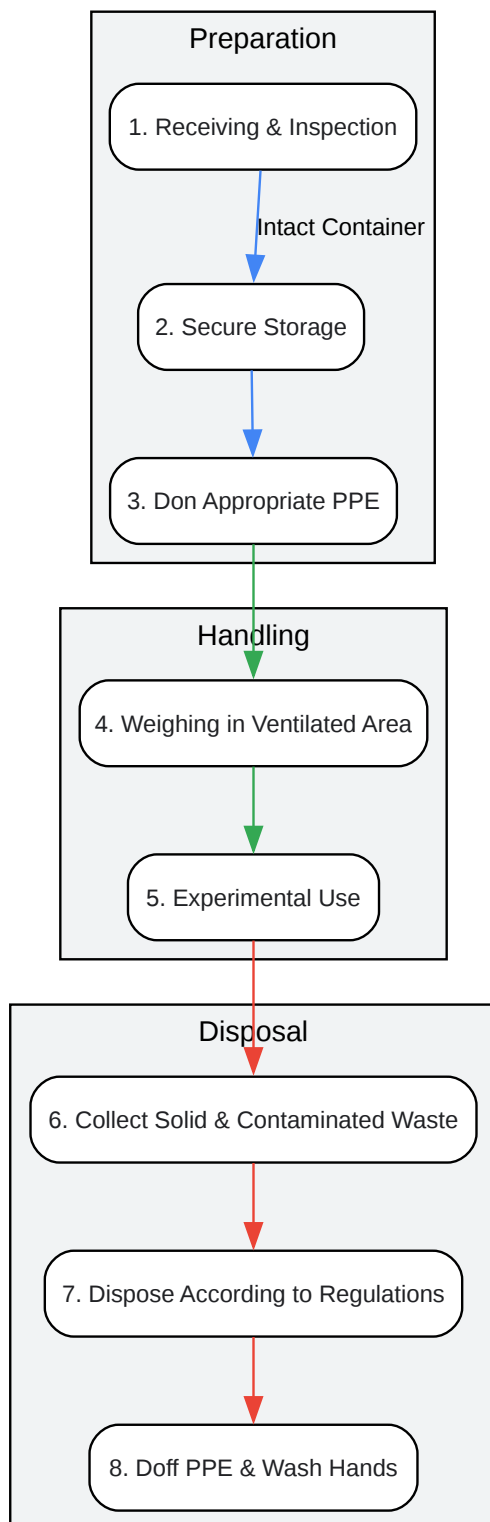 Preparation
1. Receiving & Inspection
Intact Container
2. Secure Storage
3. Don Appropriate PPE
Handling
4. Weighing in Ventilated Area
5. Experimental Use
Disposal
6. Collect Solid & Contaminated Waste
7. Dispose According to Regulations
8. Doff PPE & Wash Hands